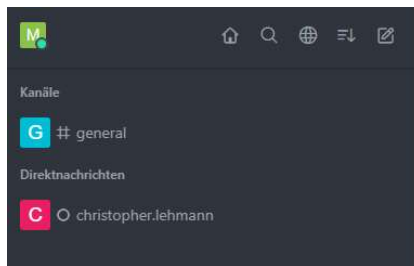 M
Kanäle
G # general
Direktnachrichten
C christopher.lehmann